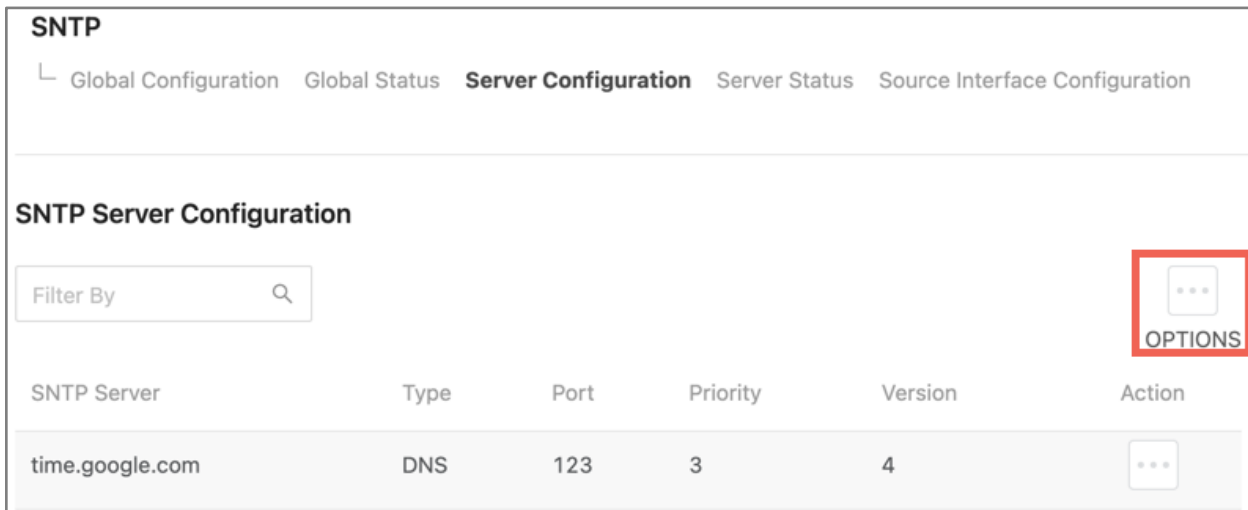 SNTP
Global Configuration Global Status Server Configuration Server Status Source Interface Configuration
SNTP Server Configuration
Filter By
OPTIONS
SNTP Server Type Port Priority Version Action
time.google.com DNS 123 3 4